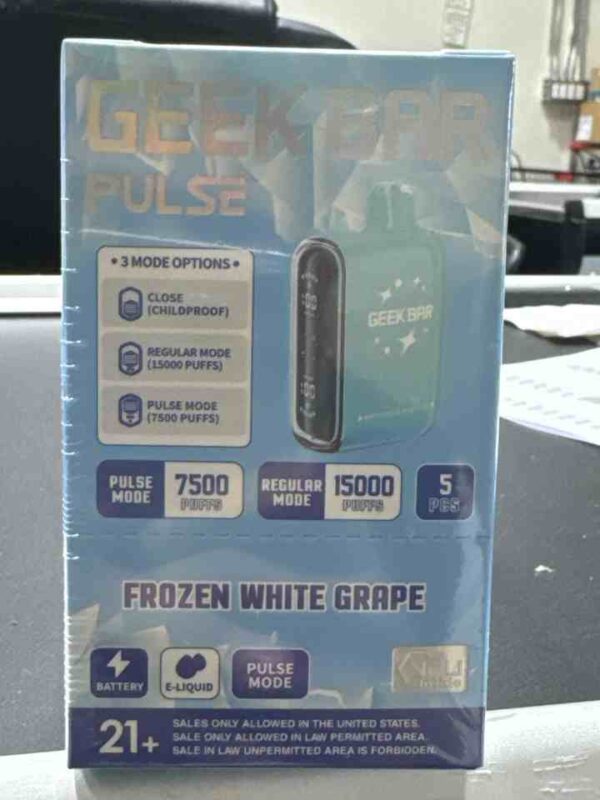 GEEK BAR
PULSE
• 3 MODE OPTIONS •
CLOSE
(CHILDPROOF)
REGULAR MODE
(15000 PUFFS)
PULSE MODE
(7500 PUFFS)
GEEK BAR
PULSE
MODE
7500
PUFFS
REGULAR
MODE
15000
PUFFS
5
PCS
FROZEN WHITE GRAPE
BATTERY
E-LIQUID
PULSE
MODE
21+
SALES ONLY ALLOWED IN THE UNITED STATES.
SALE ONLY ALLOWED IN LAW PERMITTED AREA.
SALE IN LAW UNPERMITTED AREA IS FORBIDDEN.